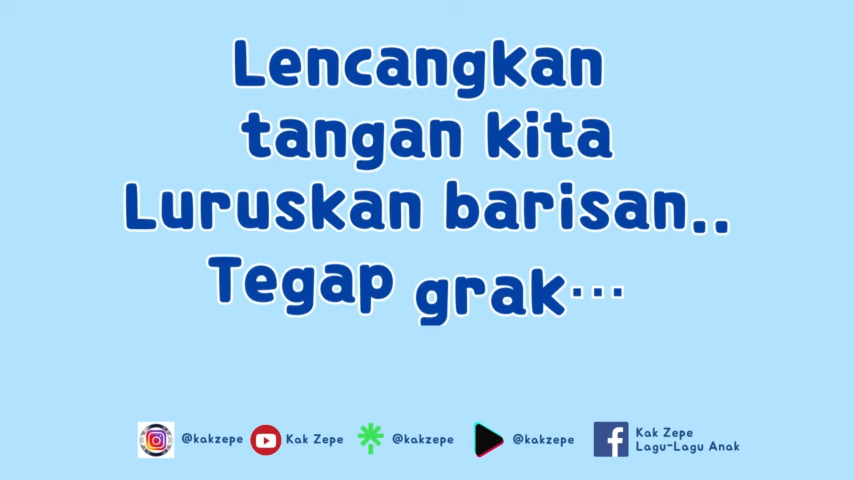 Lencangkan
tangan kita
Luruskan barisan..
Tegap grak...
@kakzepe
Kak Zepe
@kakzepe
@kakzepe
Kak Zepe
Lagu-Lagu Anak